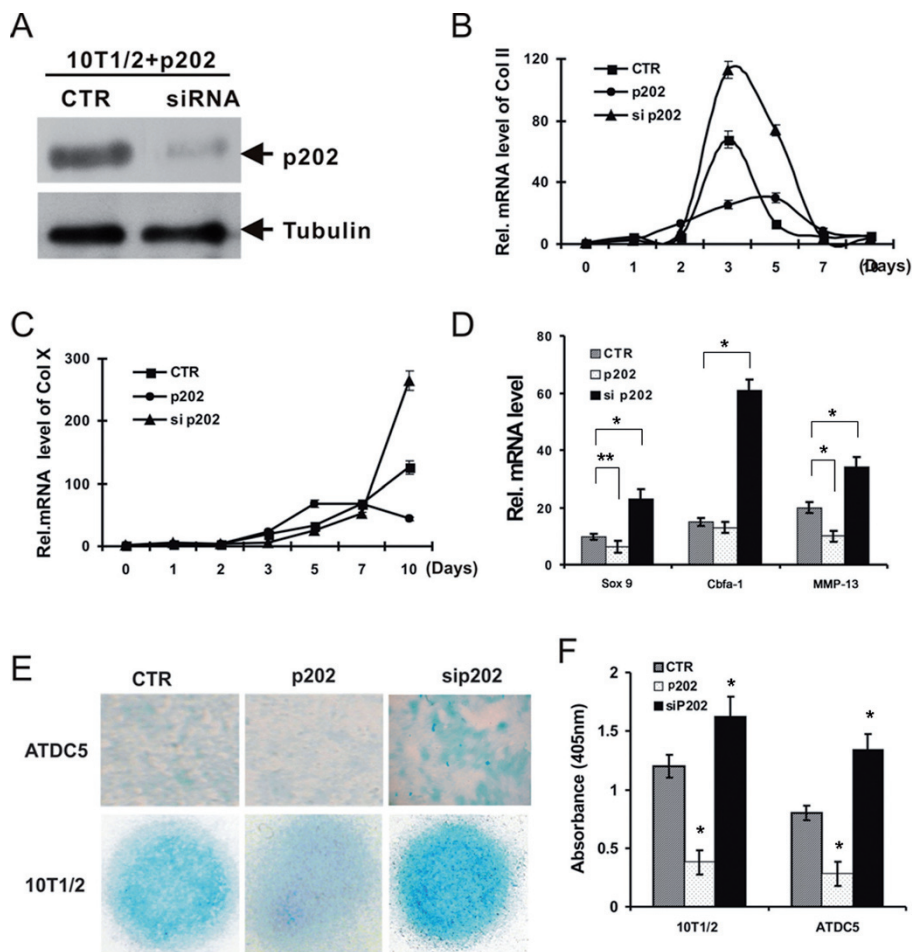 A
10T1/2+p202
CTR siRNA
p202
Tubulin
B
Rel. mRNA level of Col II
120
80
40
0
CTR
p202
si p202
0 1 2 3 5 7 10 (Days)
C
Rel.mRNA level of Col X
300
200
100
0
CTR
p202
si p202
0 1 2 3 5 7 10 (Days)
D
Rel. mRNA level
80
60
40
20
0
CTR
p202
si p202
* ** * * *
Sox 9 Cbfa-1 MMP-13
E
CTR p202 sip202
ATDC5
10T1/2
F
Absorbance (405nm)
2
1.5
1
0.5
0
CTR
p202
siP202
* * * *
10T1/2 ATDC5